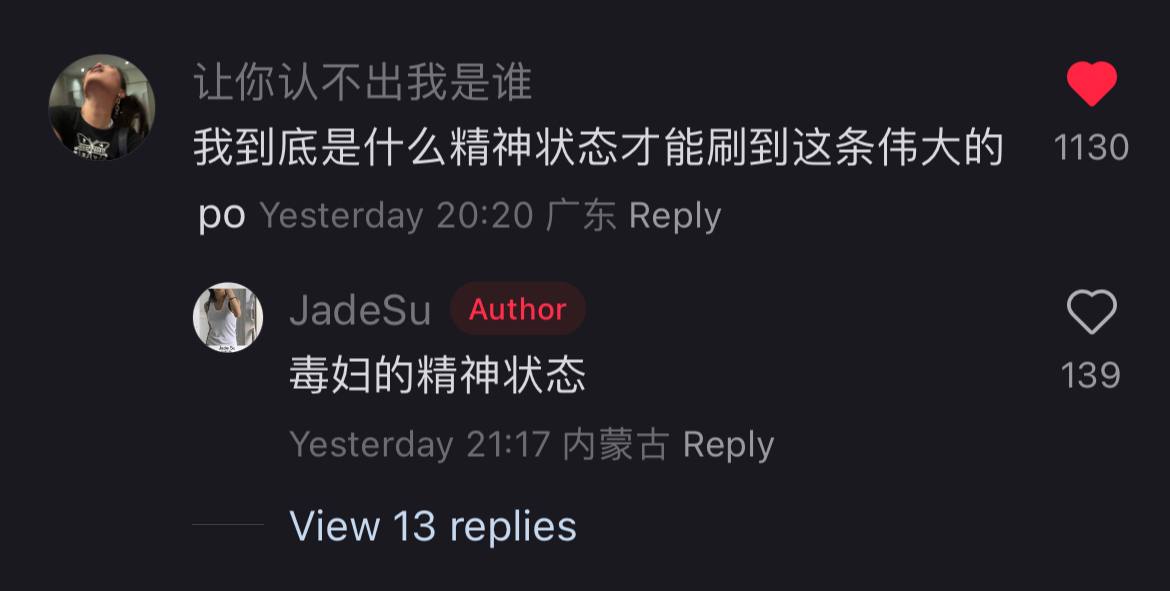 让你认不出我是谁
我到底是什么精神状态才能刷到这条伟大的
1130
po Yesterday 20:20 广东 Reply
JadeSu Author
毒妇的精神状态
139
Yesterday 21:17 内蒙古 Reply
View 13 replies